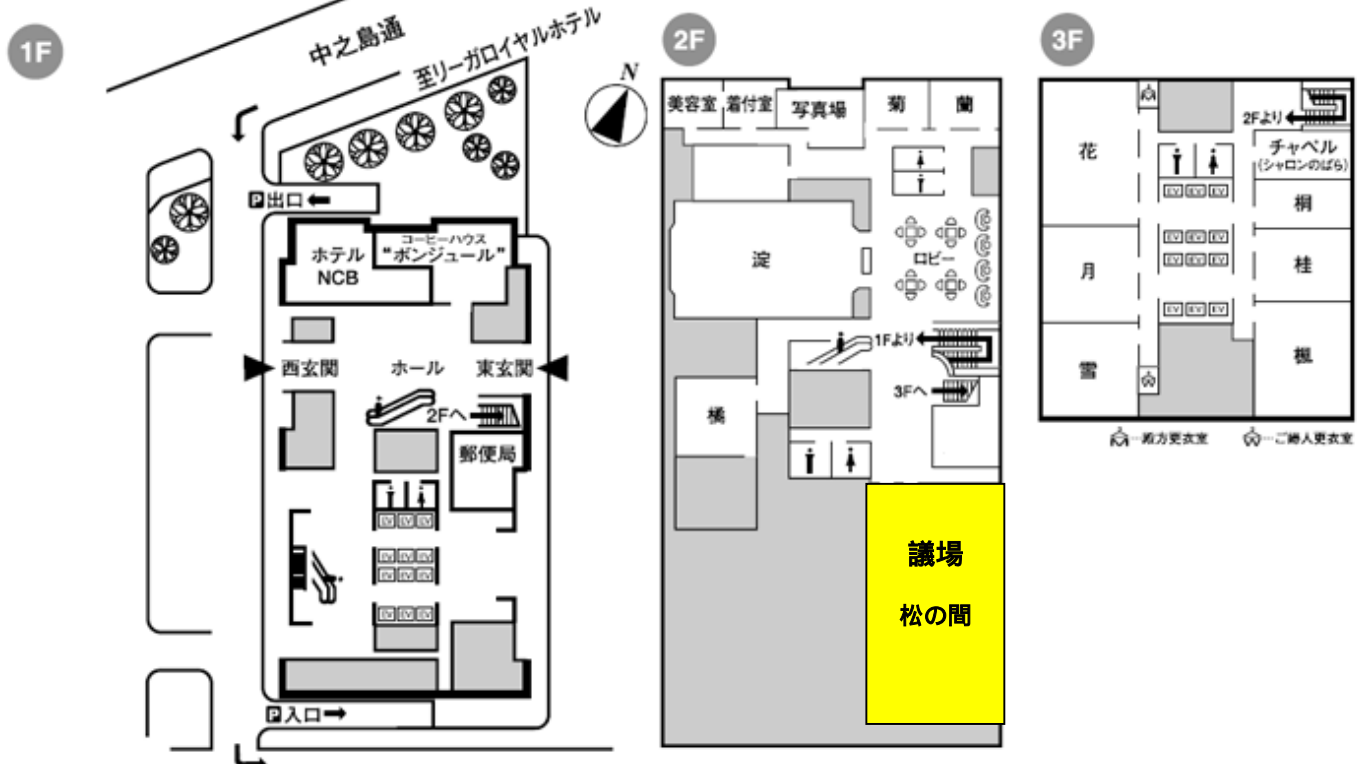 1F
中之島通
至リーガロイヤルホテル
N
P出口
ホテル
NCB
コーヒーハウス
“ボンジュール”
西玄関
ホール
東玄関
2Fへ
郵便局
EV EV EV
EV EV EV
EV EV EV
EV EV EV
P入口
2F
美容室
着付室
写真場
菊
蘭
淀
ロビー
1Fより
3Fへ
橘
議場
松の間
3F
花
2Fより
チャペル
(シャロンのばら)
EV EV EV
桐
EV EV EV
EV EV EV
月
桂
EV EV EV
雪
楓
…殿方更衣室
…ご婦人更衣室